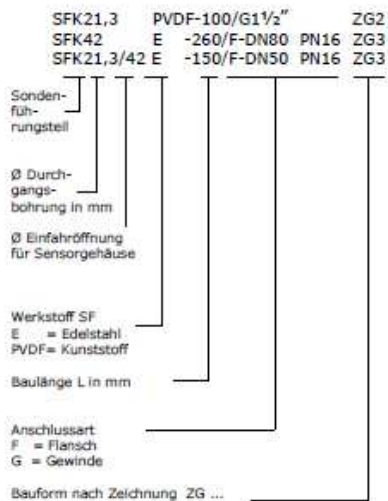 SFK21,3 PVDF-100/G1½" ZG2
SFK42 E -260/F-DN80 PN16 ZG3
SFK21,3/42 E -150/F-DN50 PN16 ZG3
Sonden-
füh-
rungsteil
Ø Durch-
gangs-
bohrung in mm
Ø Einfahröffnung
für Sensorgehäuse
Werkstoff SF
E = Edelstahl
PVDF= Kunststoff
Baulänge L in mm
Anschlussart
F = Flansch
G = Gewinde
Bauform nach Zeichnung ZG ...